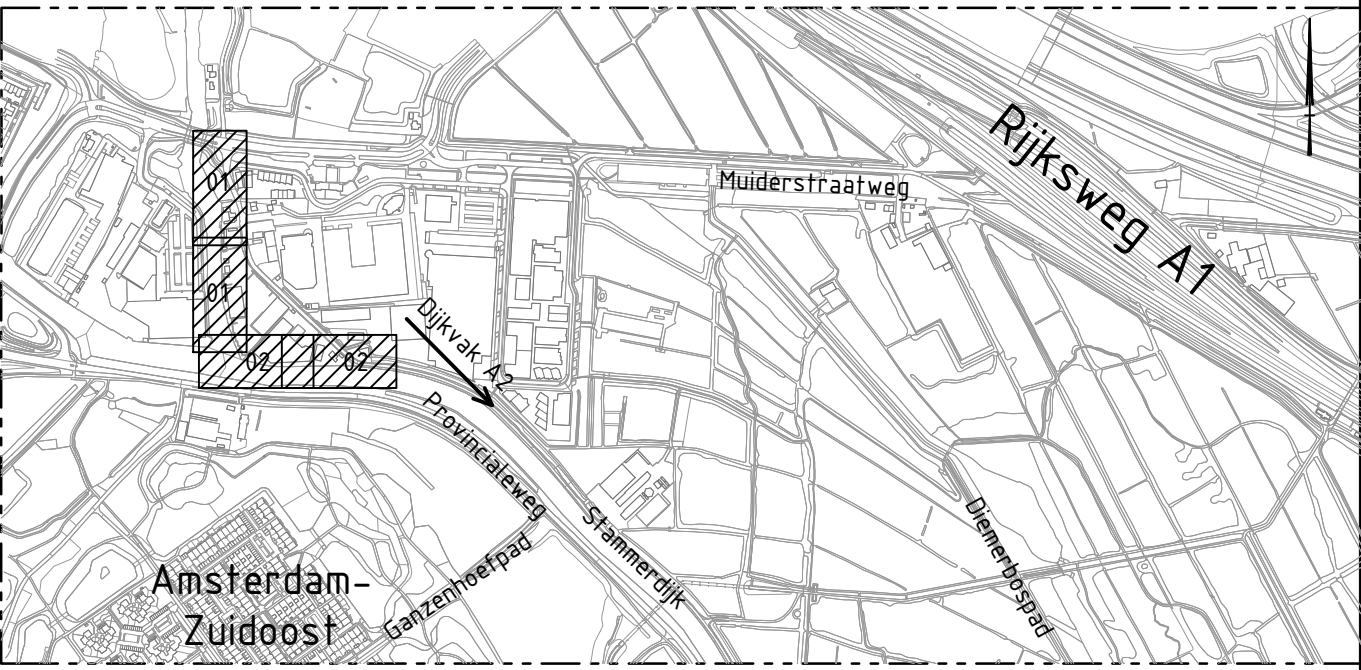 Rijksweg A1
Muiderstraatweg
01
01
02
02
Dijkvak A2
Provincialeweg
Stammerdijk
Diemerbospad
Ganzenhoefpad
Amsterdam-
Zuidoost